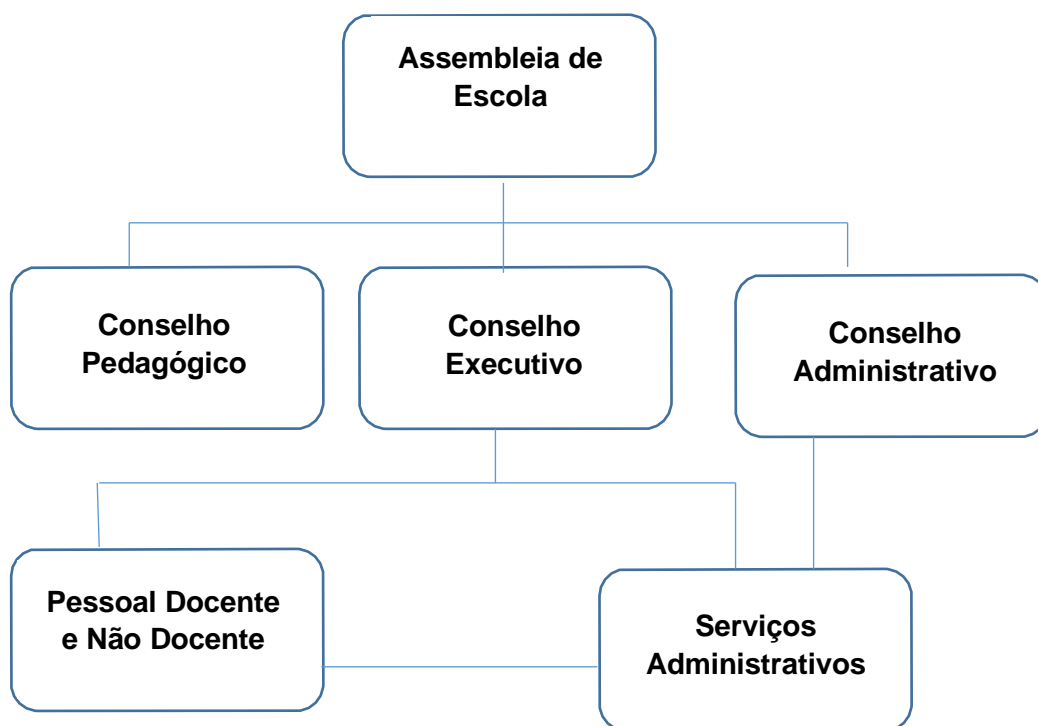 Assembleia de
Escola
Conselho
Pedagógico
Conselho
Executivo
Conselho
Administrativo
Pessoal Docente
e Não Docente
Serviços
Administrativos